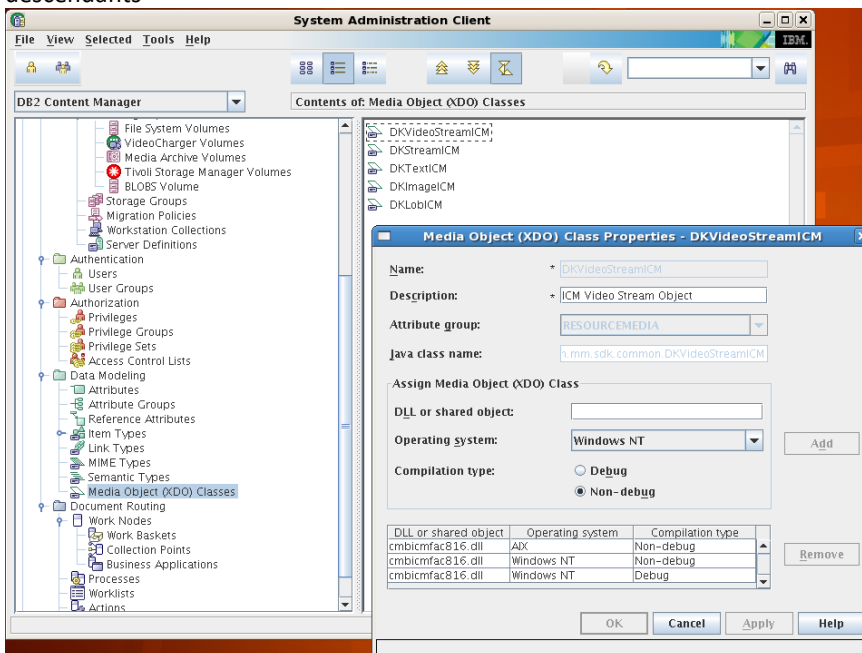 descendants
System Administration Client
File View Selected Tools Help
IBM.
DB2 Content Manager
Contents of: Media Object (XDO) Classes
File System Volumes
VideoCharger Volumes
Media Archive Volumes
Tivoli Storage Manager Volumes
BLOBS Volume
Storage Groups
Migration Policies
Workstation Collections
Server Definitions
Authentication
Users
User Groups
Authorization
Privileges
Privilege Groups
Privilege Sets
Access Control Lists
Data Modeling
Attributes
Attribute Groups
Reference Attributes
Item Types
Link Types
MIME Types
Semantic Types
Media Object (XDO) Classes
Document Routing
Work Nodes
Work Baskets
Collection Points
Business Applications
Processes
Worklists
Actions
DKVideoStreamICM
DKStreamICM
DKTextICM
DKImageICM
DKLobICM
Media Object (XDO) Class Properties - DKVideoStreamICM
Name: * DKVideoStreamICM
Description: * ICM Video Stream Object
Attribute group: RESOURCEMEDIA
Java class name: .mm.sdk.common.DKVideoStreamICM
Assign Media Object (XDO) Class
DLL or shared object:
Operating system: Windows NT
Add
Compilation type: Debug
Non-debug
DLL or shared object Operating system Compilation type
cmbicmfac816.dll AIX Non-debug
cmbicmfac816.dll Windows NT Non-debug
cmbicmfac816.dll Windows NT Debug
Remove
OK Cancel Apply Help